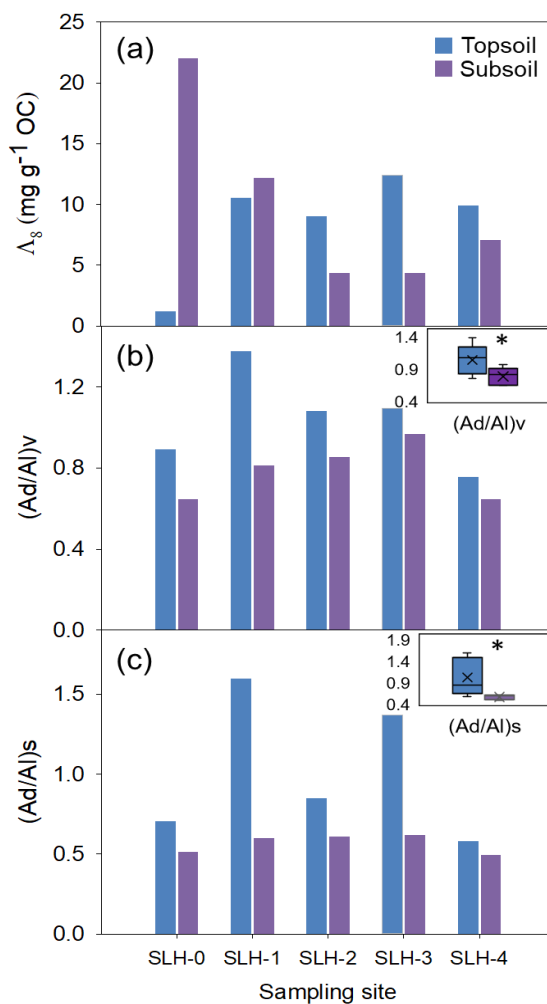 (a)
Topsoil
Subsoil
25
20
15
10
5
0
Λ₈ (mg g⁻¹ OC)
(b)
1.2
0.8
0.4
0.0
(Ad/Al)v
1.4
0.9
0.4
*
(Ad/Al)v
(c)
1.5
1.0
0.5
0.0
(Ad/Al)s
1.9
1.4
0.9
0.4
*
(Ad/Al)s
SLH-0 SLH-1 SLH-2 SLH-3 SLH-4
Sampling site